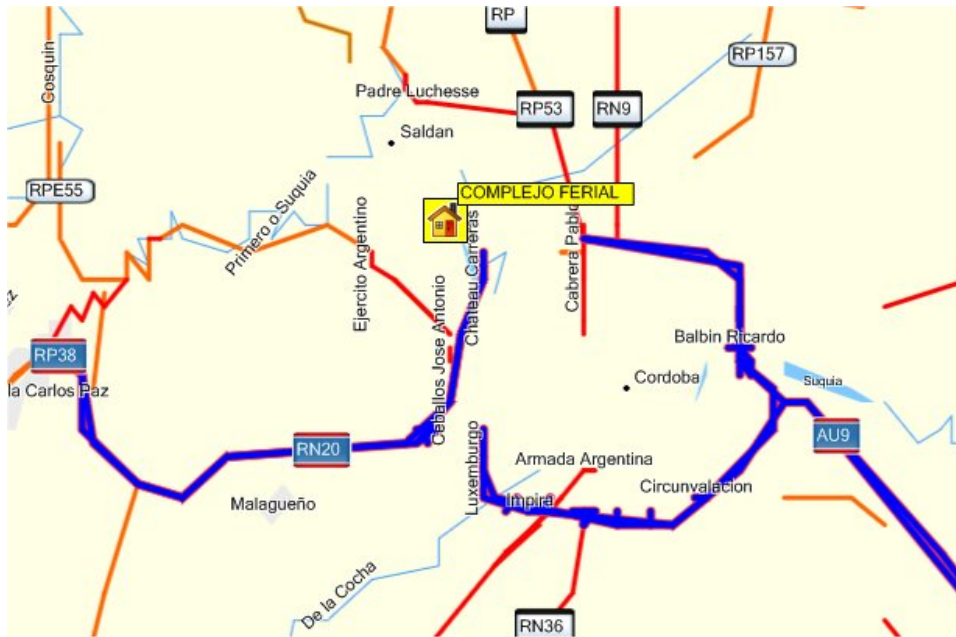 RP
RP157
Cosquin
Padre Luchesse
RP53
RN9
Saldan
RPE55
COMPLEJO FERIAL
Primero o Suquia
Ejercito Argentino
Chateau Carreras
Cabrera Pablo
Ceballos Jose Antonio
RP38
Balbin Ricardo
la Carlos Paz
Cordoba
Suquia
AU9
RN20
Luxemburgo
Armada Argentina
Circunvalacion
Malagueño
Impira
De la Cocha
RN36